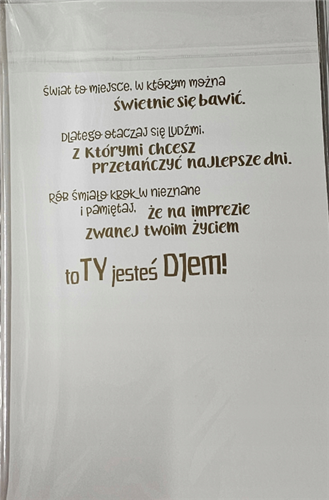 świat to miejsce, w którym można
świetnie się bawić.
Dlatego otaczaj się ludźmi,
z którymi chcesz
przetańczyć najlepsze dni.
Rób śmiało krok w nieznane
i pamiętaj, że na imprezie
zwanej twoim życiem
to TY jesteś DJem!